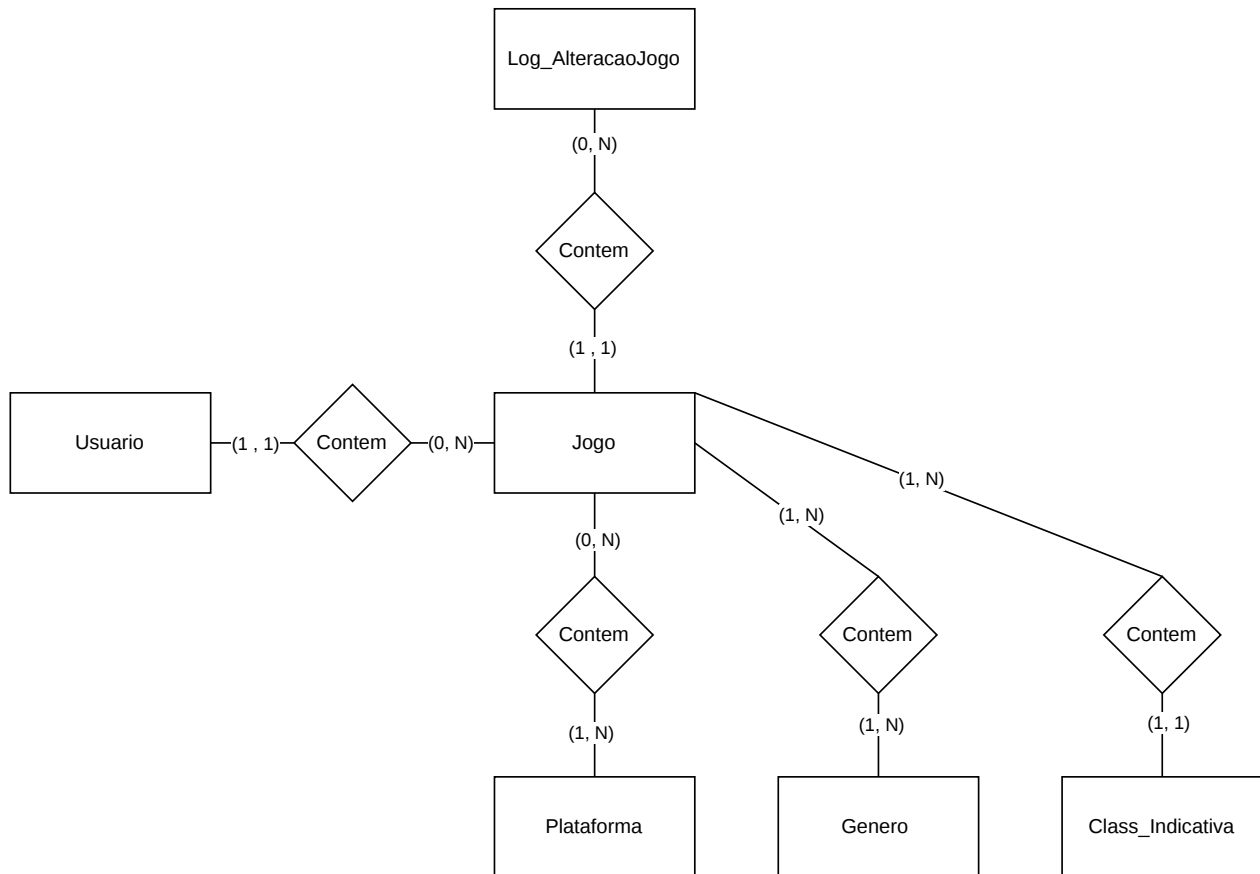 Log_AlteracaoJogo
(0, N)
Contem
(1 , 1)
Usuario
(1 , 1)
Contem
(0, N)
Jogo
(1, N)
(1, N)
(0, N)
Contem
Contem
Contem
(1, N)
(1, N)
(1, 1)
Plataforma
Genero
Class_Indicativa